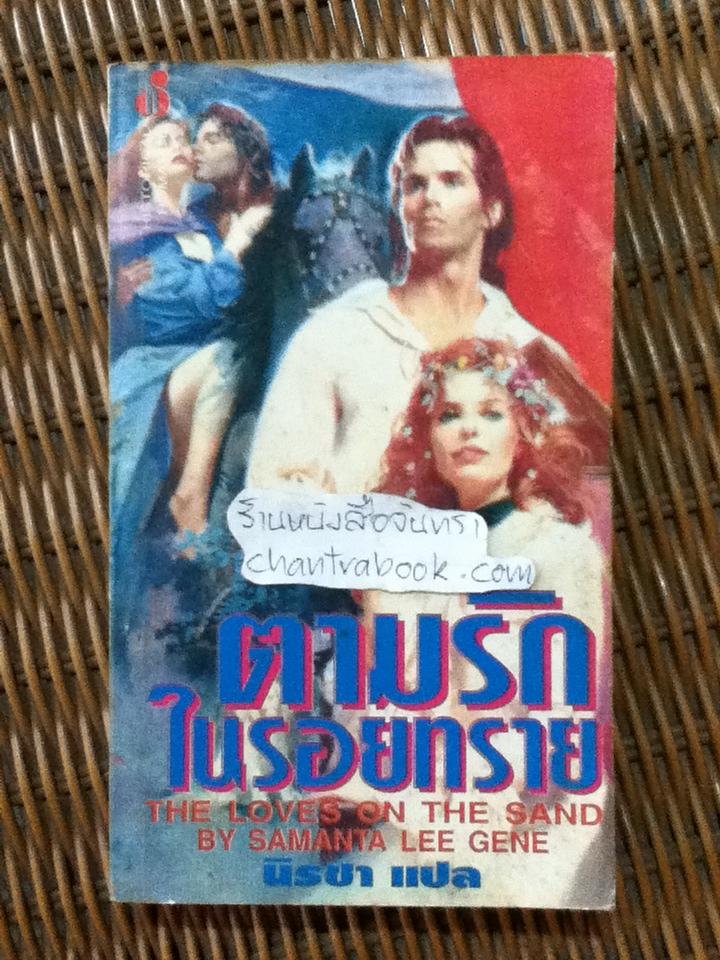 ร้านหนังสือจันทรา
chantrabook.com
ตามรัก
ในรอยทราย
THE LOVES ON THE SAND
BY SAMANTA LEE GENE
นิรยา แปล